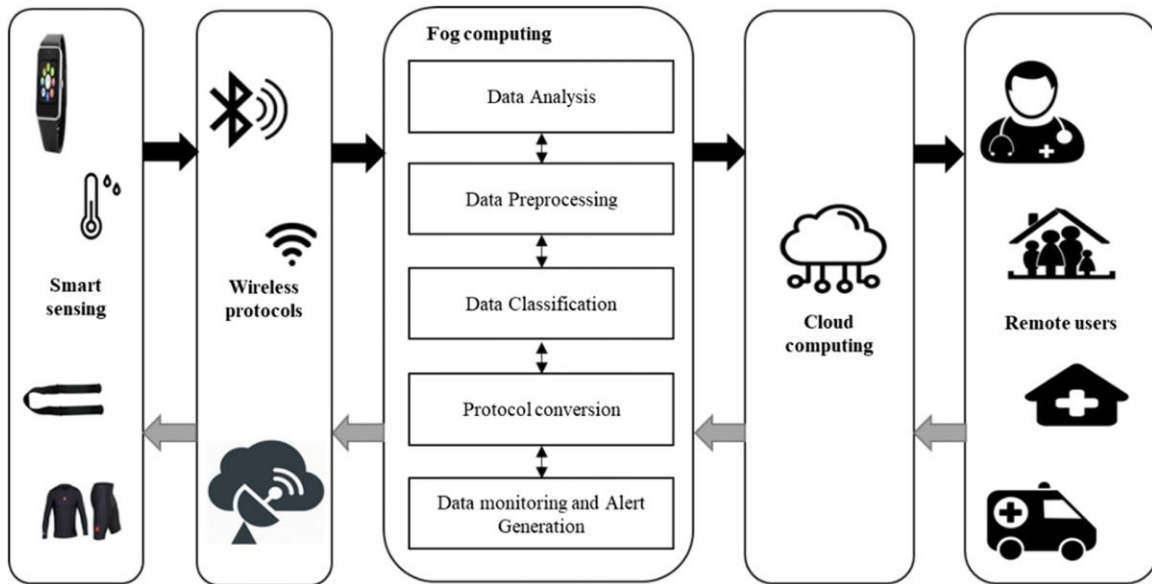 Fog computing
Data Analysis
Data Preprocessing
Data Classification
Protocol conversion
Data monitoring and Alert
Generation
Smart
sensing
Wireless
protocols
Cloud
computing
Remote users